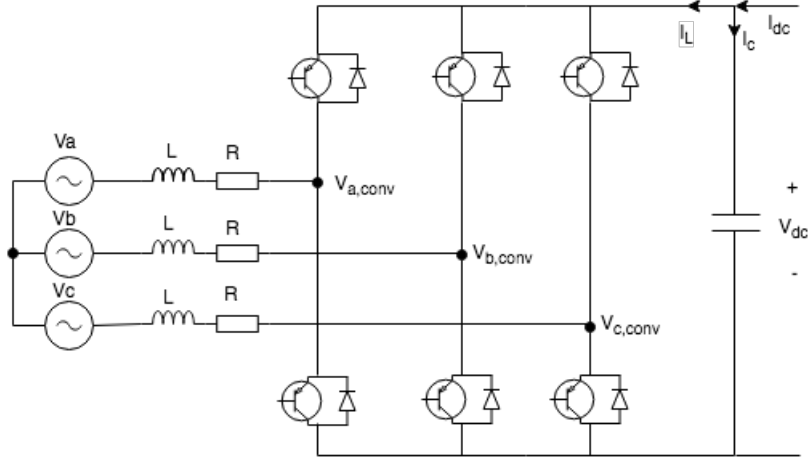 I_L
I_c
I_dc
Va
L
R
V_a,conv
Vb
L
R
V_b,conv
Vc
L
R
V_c,conv
+
V_dc
-